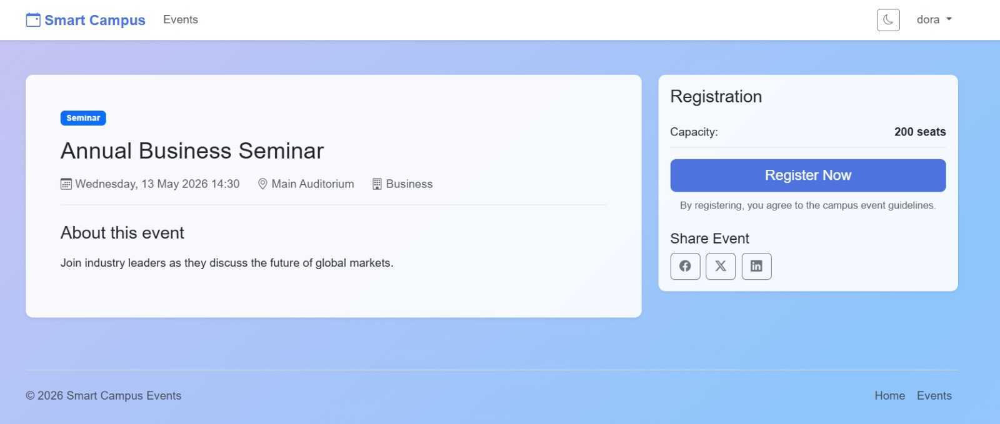 Smart Campus
Events
dora
Seminar
Annual Business Seminar
Wednesday, 13 May 2026 14:30
Main Auditorium
Business
About this event
Join industry leaders as they discuss the future of global markets.
Registration
Capacity:
200 seats
Register Now
By registering, you agree to the campus event guidelines.
Share Event
© 2026 Smart Campus Events
Home
Events